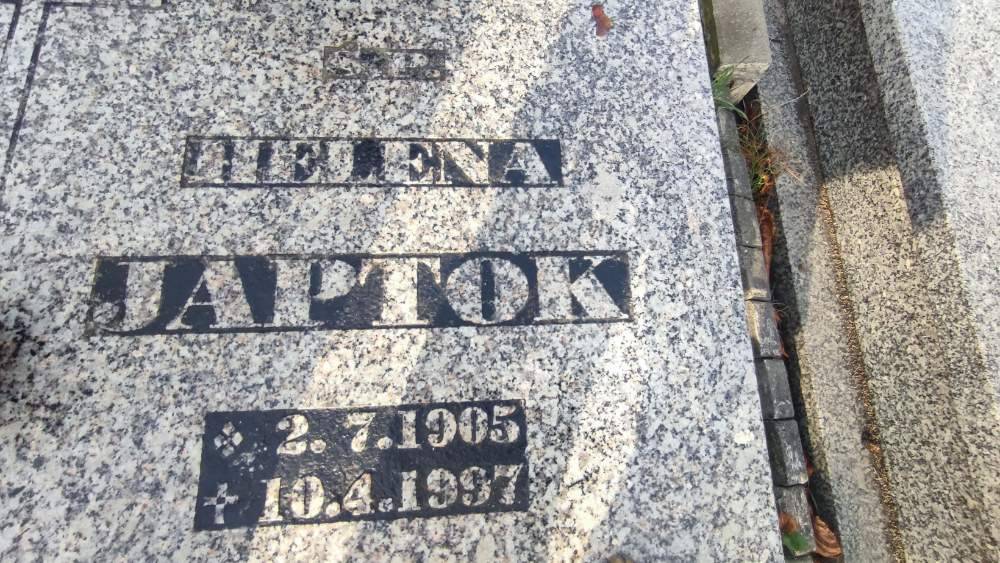 Ś.P.
HELENA
JAPTOK
2.7.1905
✝ 10.4.1997